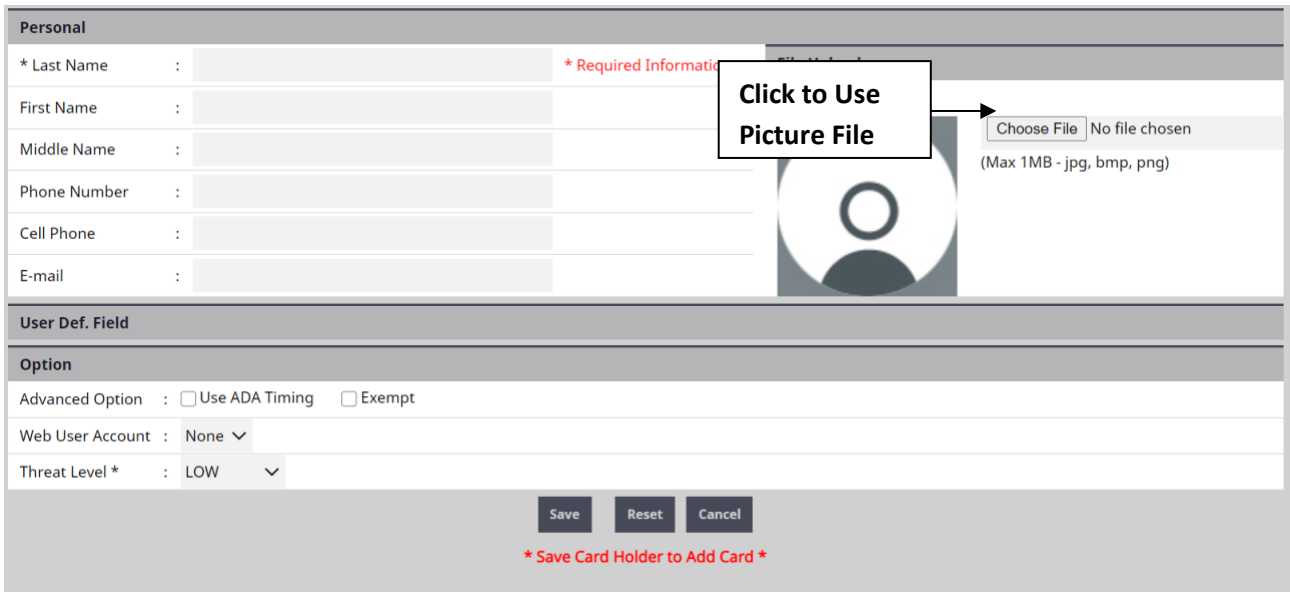 Personal
* Last Name :
* Required Informatio
First Name :
Middle Name :
Phone Number :
Cell Phone :
E-mail :
Click to Use
Picture File
Choose File No file chosen
(Max 1MB - jpg, bmp, png)
User Def. Field
Option
Advanced Option : Use ADA Timing Exempt
Web User Account : None
Threat Level * : LOW
Save Reset Cancel
* Save Card Holder to Add Card *